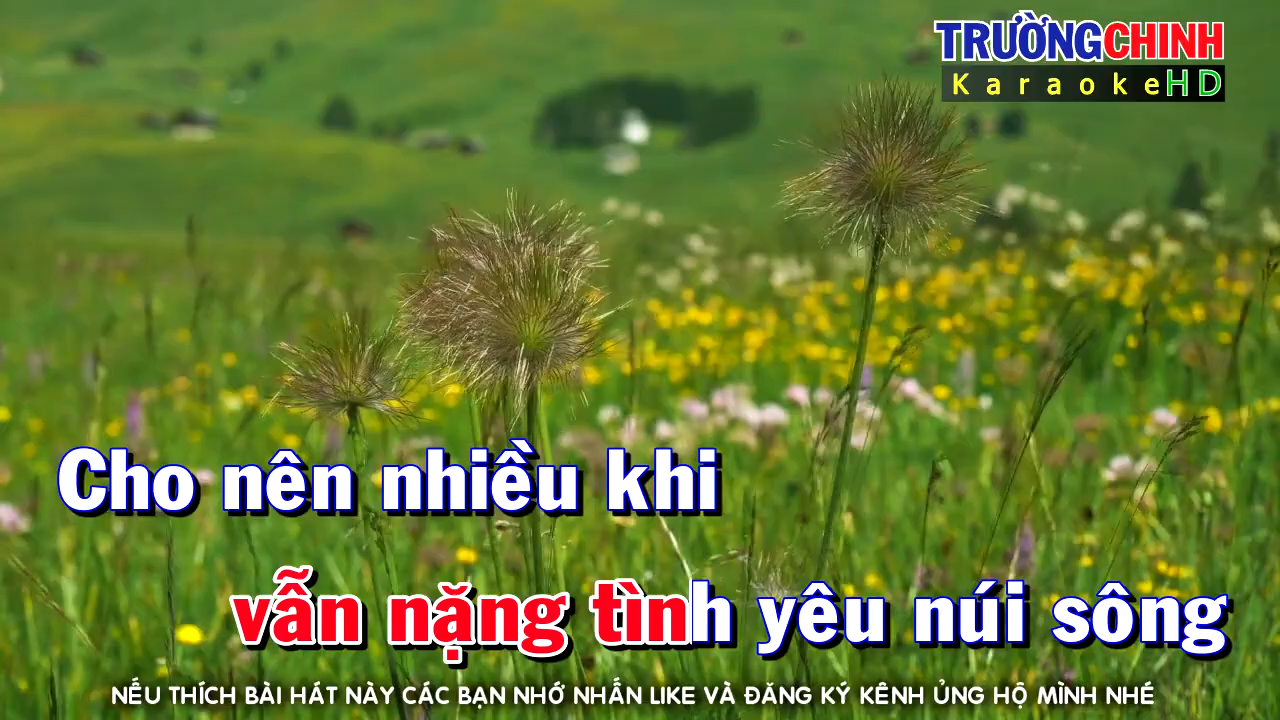 TRƯỜNGCHINH
KaraokeHD
Cho nên nhiều khi
vẫn nặng tình yêu núi sông
NẾU THÍCH BÀI HÁT NÀY CÁC BẠN NHỚ NHẤN LIKE VÀ ĐĂNG KÝ KÊNH ỦNG HỘ MÌNH NHÉ